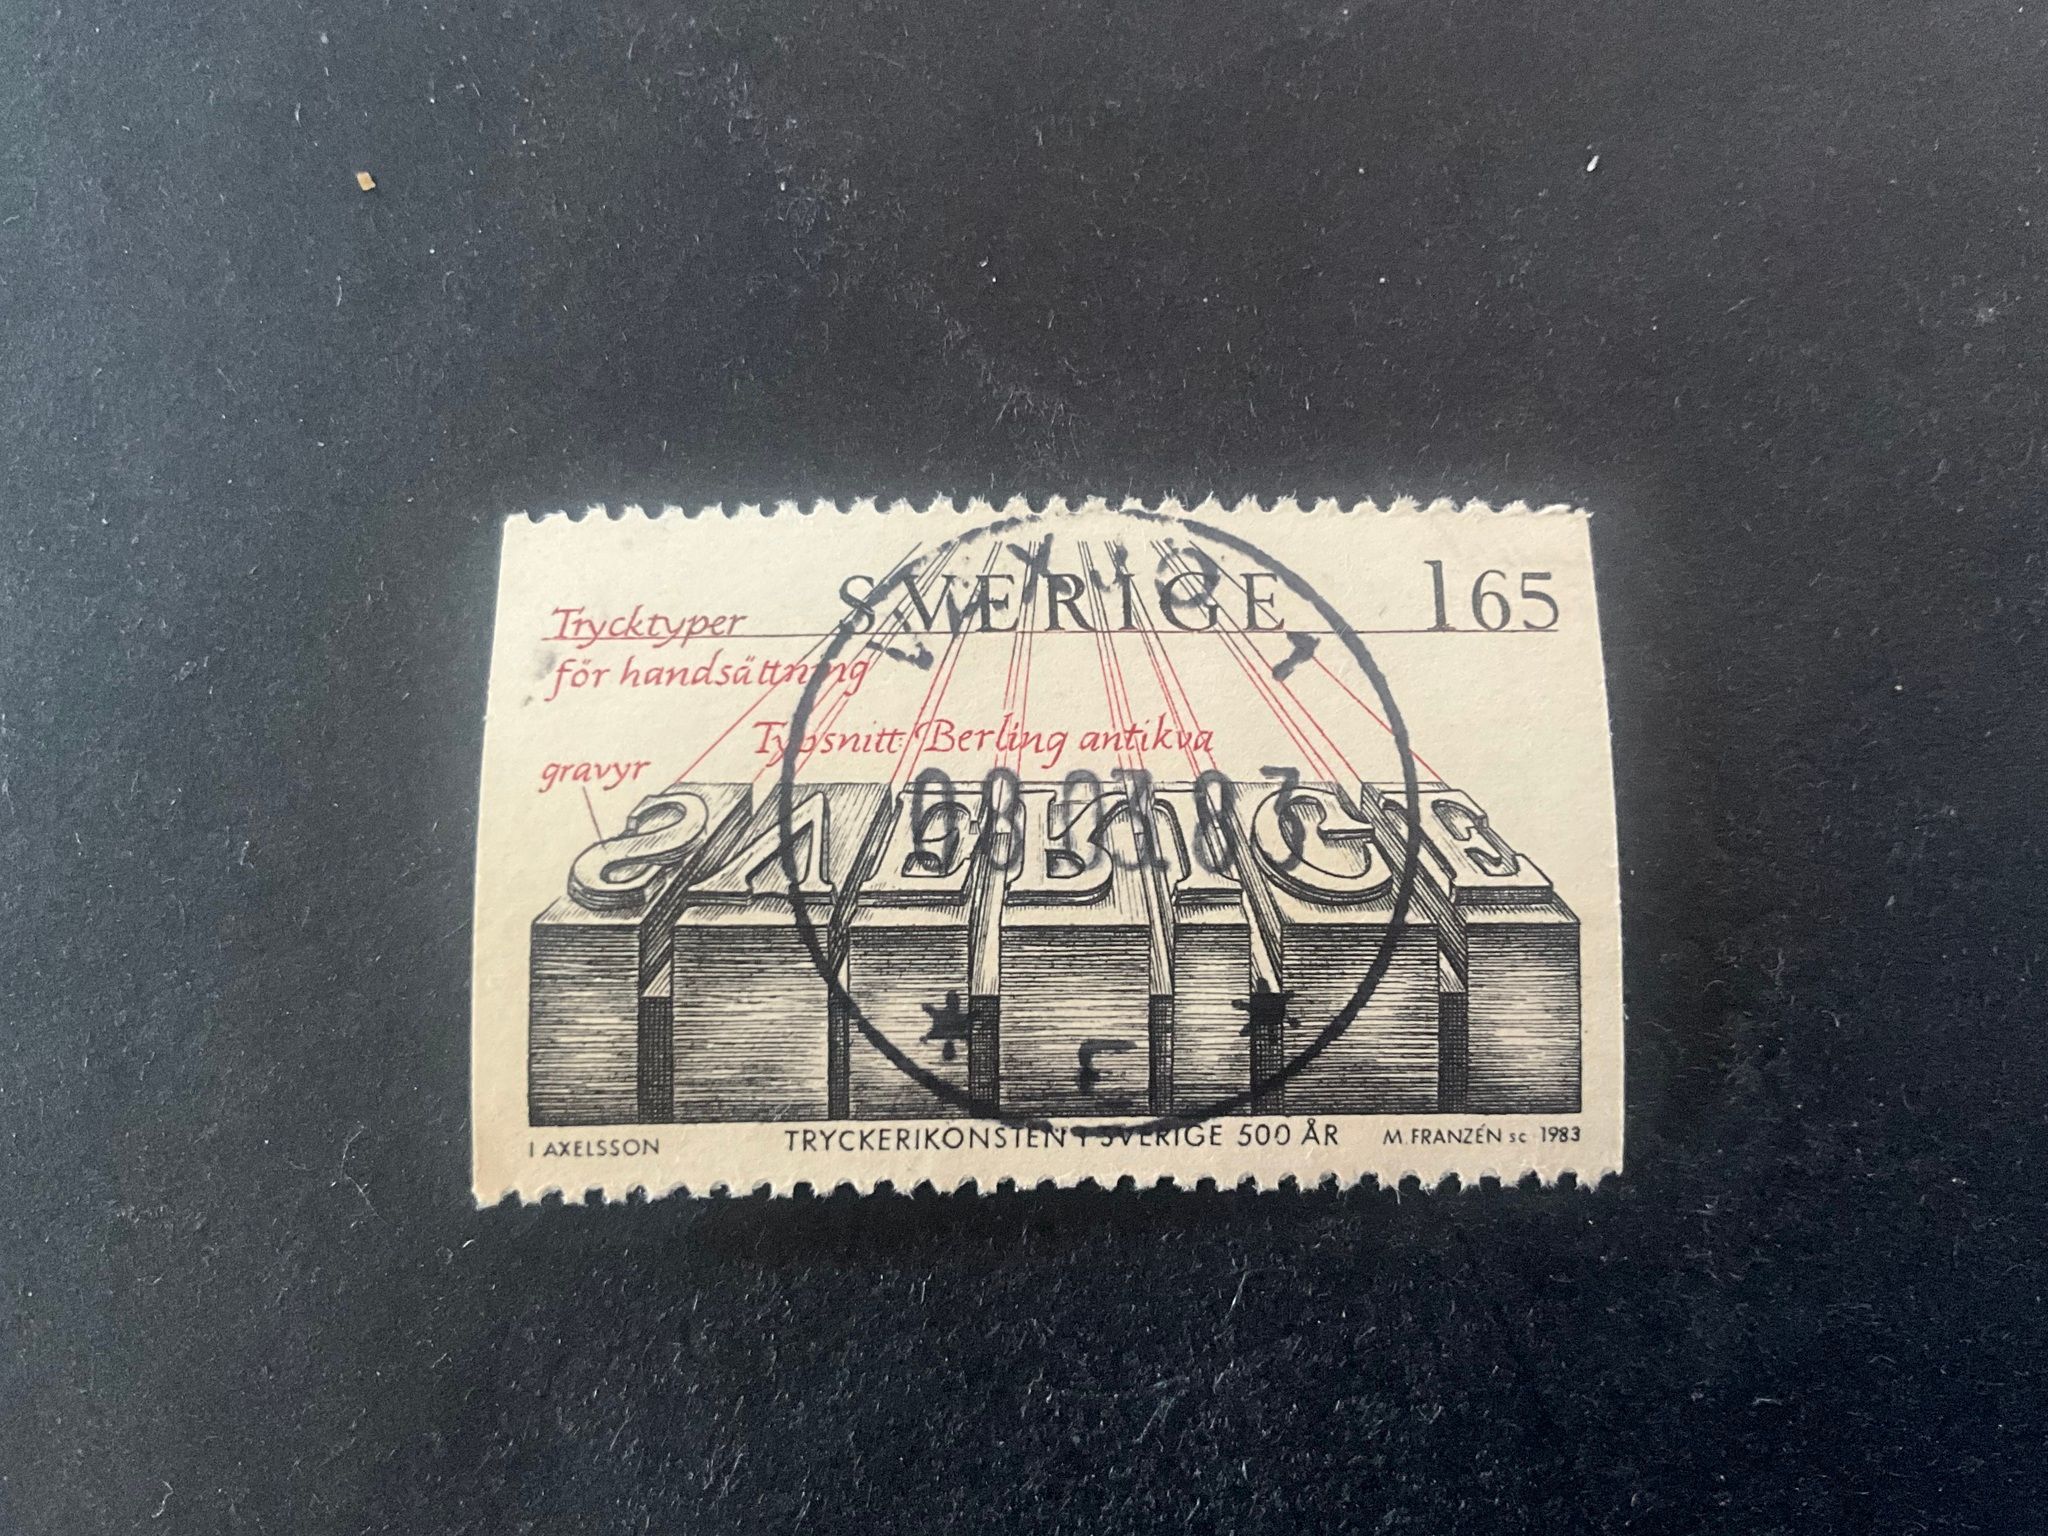 SVERIGE 165
Trycktyper
för handsättning
Typsnitt: Berling antikva
gravyr
SVERIGE
I AXELSSON TRYCKERIKONSTEN I SVERIGE 500 ÅR M. FRANZÉN sc 1983